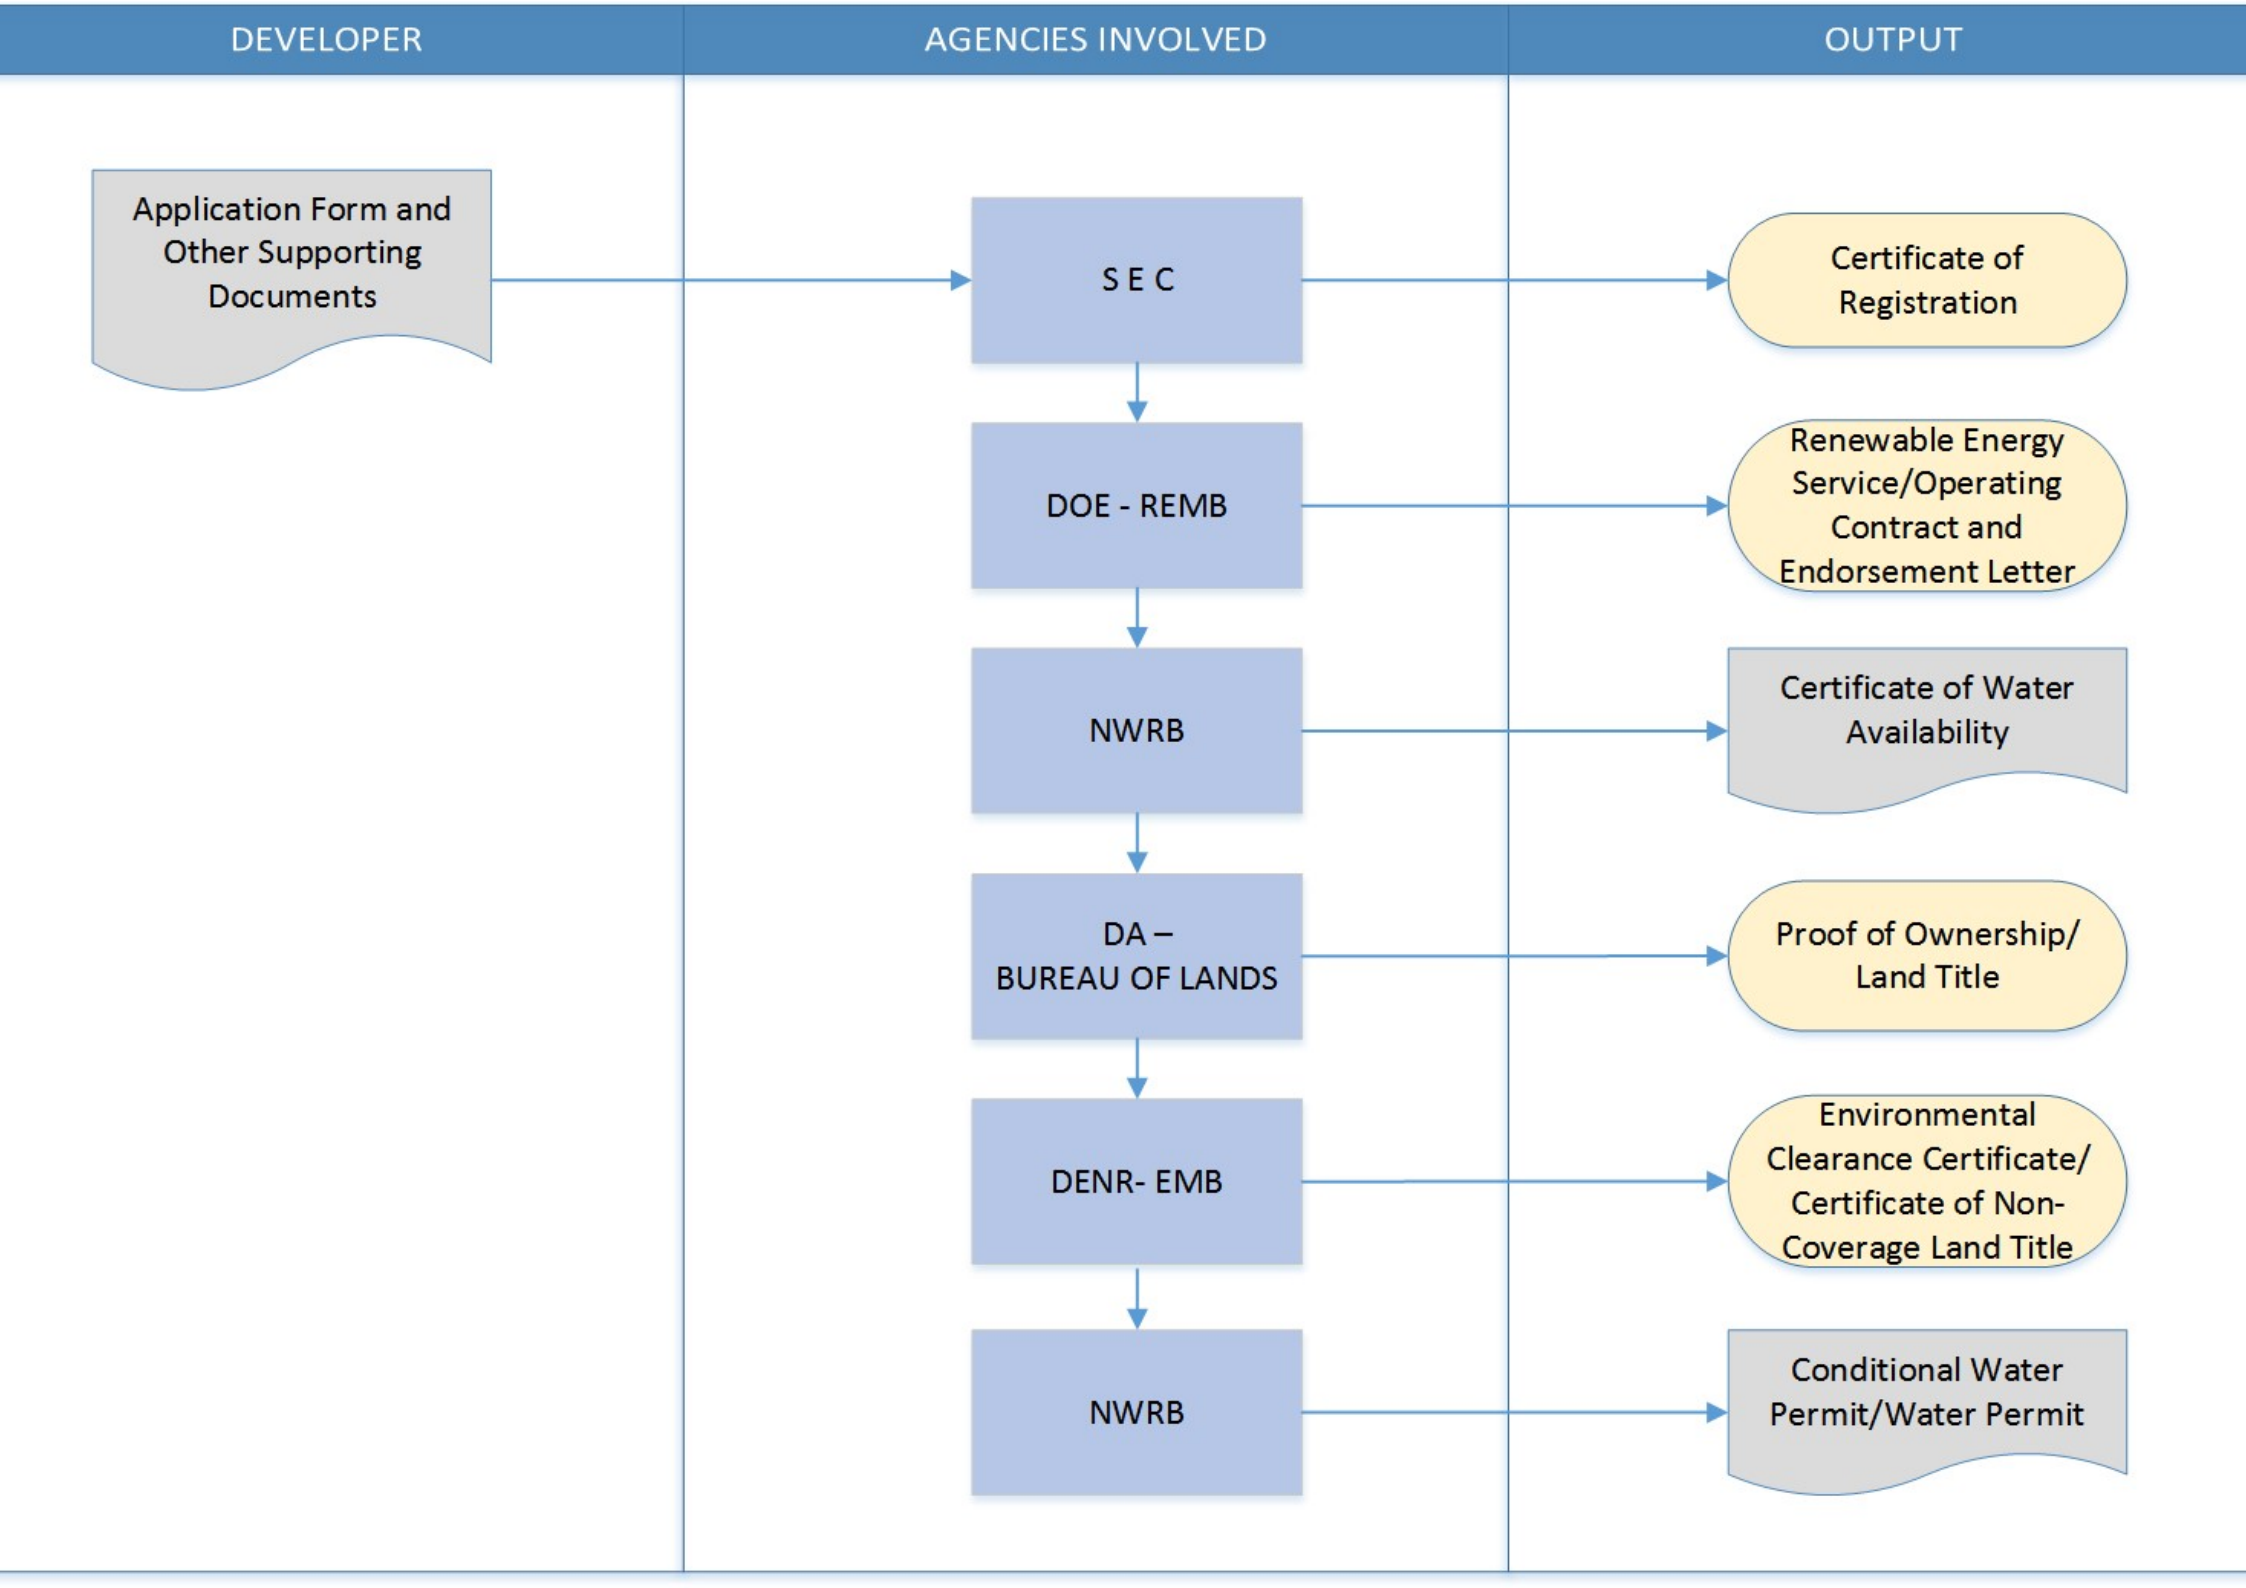 DEVELOPER
AGENCIES INVOLVED
OUTPUT
Application Form and
Other Supporting
Documents
S E C
Certificate of
Registration
DOE - REMB
Renewable Energy
Service/Operating
Contract and
Endorsement Letter
NWRB
Certificate of Water
Availability
DA –
BUREAU OF LANDS
Proof of Ownership/
Land Title
DENR- EMB
Environmental
Clearance Certificate/
Certificate of Non-
Coverage Land Title
NWRB
Conditional Water
Permit/Water Permit